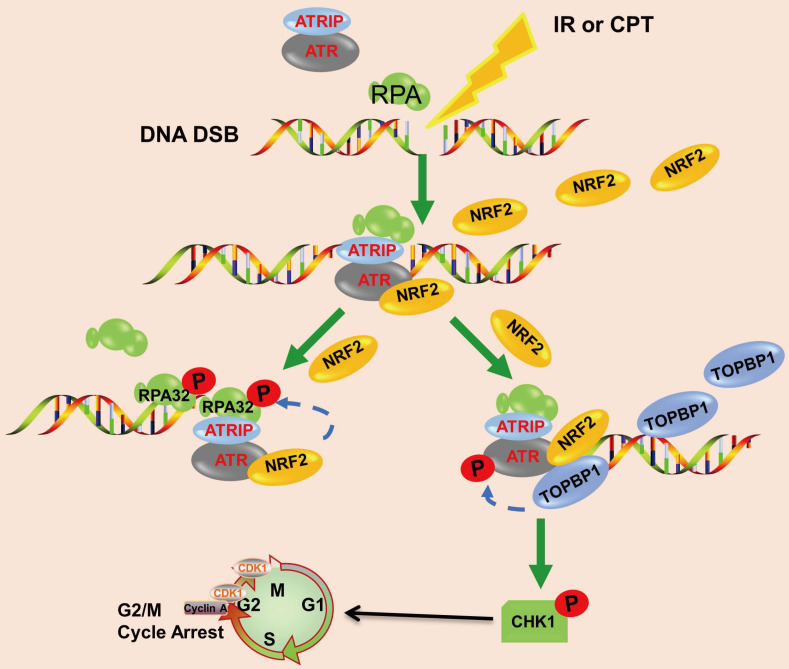 ATRIP
ATR
IR or CPT
RPA
DNA DSB
NRF2
NRF2
NRF2
ATRIP
ATR
NRF2
NRF2
NRF2
TOPBP1
TOPBP1
TOPBP1
RPA32
P
RPA32
P
ATRIP
ATR
NRF2
ATRIP
ATR
NRF2
P
CDK1
CDK1
Cyclin A
M
G2
G1
S
G2/M
Cycle Arrest
CHK1
P